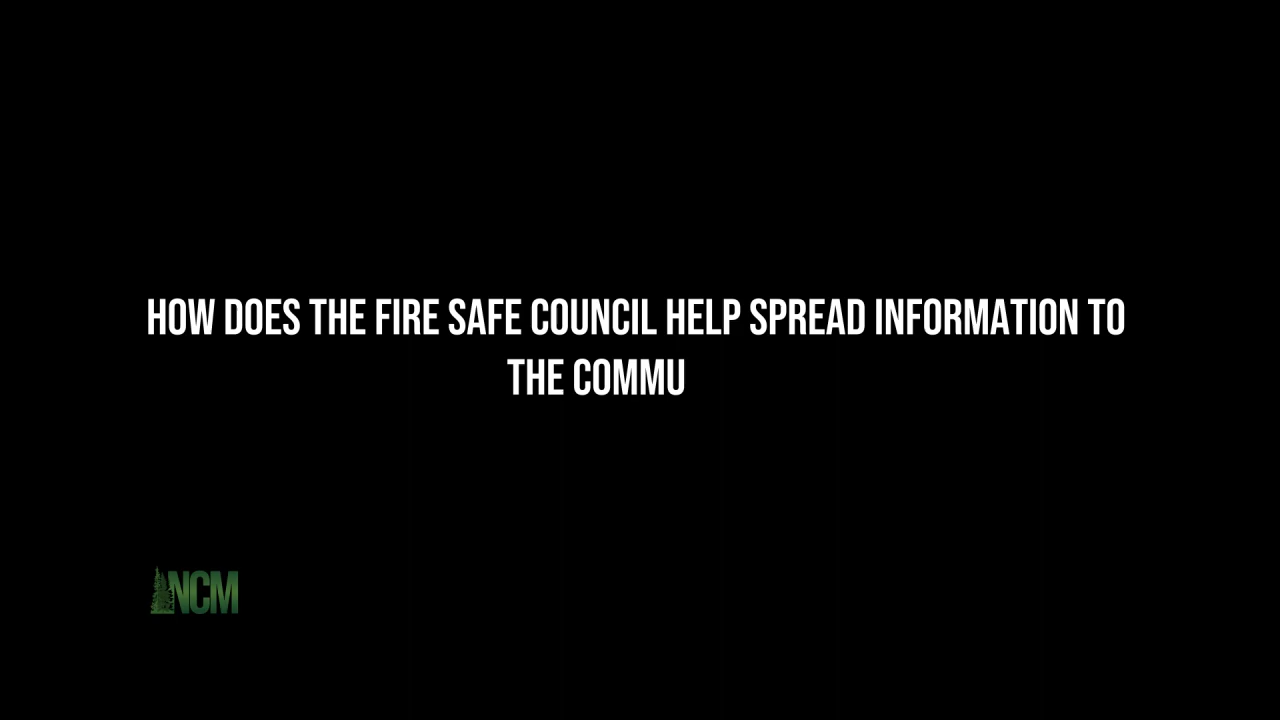 HOW DOES THE FIRE SAFE COUNCIL HELP SPREAD INFORMATION TO
THE COMMU
NCM